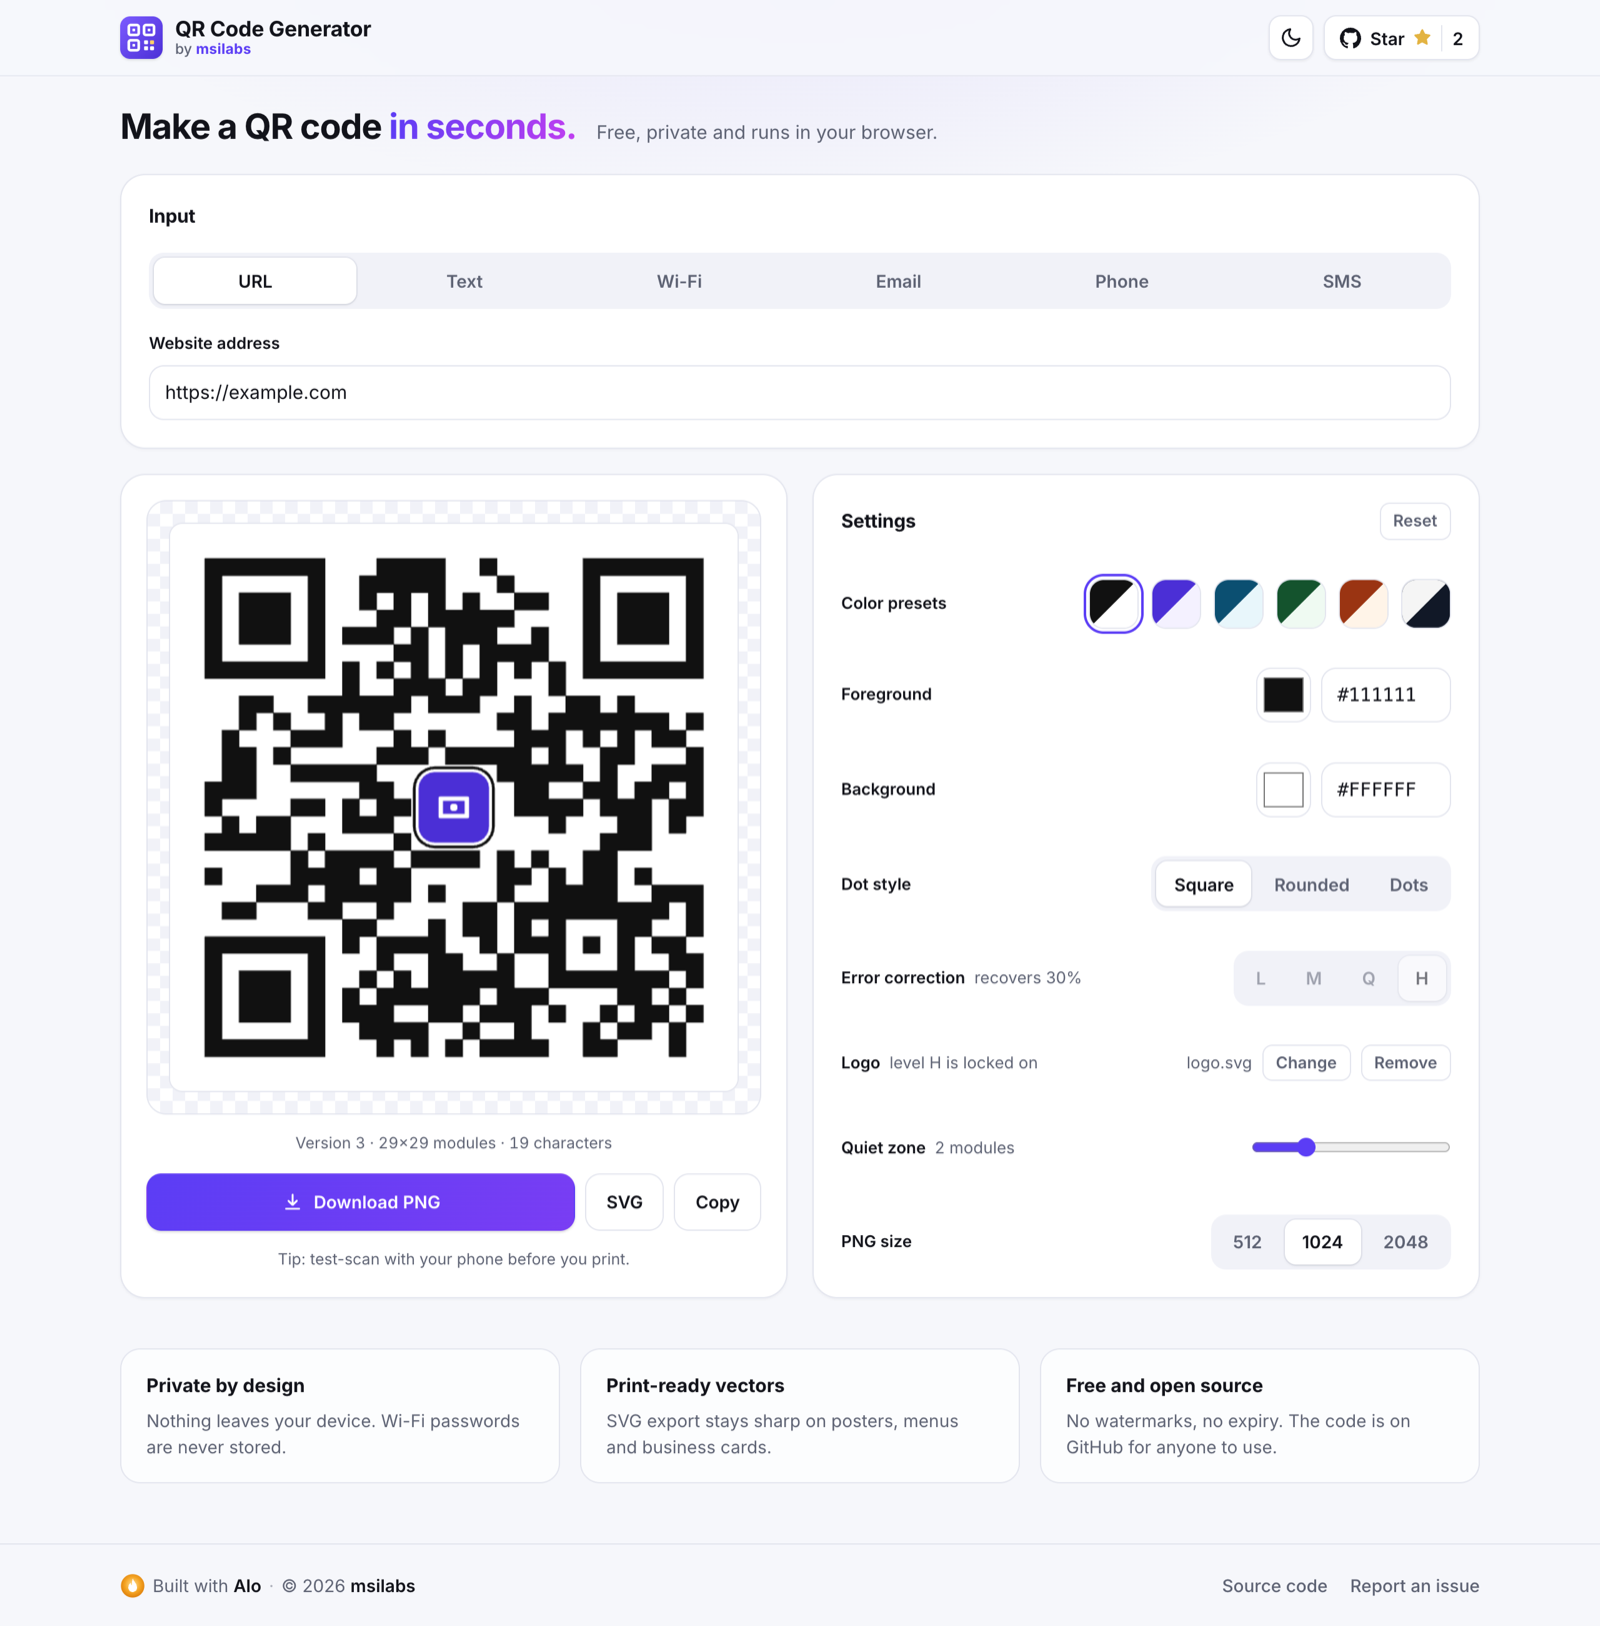 QR Code Generator
by msilabs
Star 2
Make a QR code in seconds. Free, private and runs in your browser.
Input
URL Text Wi-Fi Email Phone SMS
Website address
https://example.com
Version 3 · 29×29 modules · 19 characters
Download PNG SVG Copy
Tip: test-scan with your phone before you print.
Settings Reset
Color presets
Foreground #111111
Background #FFFFFF
Dot style Square Rounded Dots
Error correction recovers 30% L M Q H
Logo level H is locked on logo.svg Change Remove
Quiet zone 2 modules
PNG size 512 1024 2048
Private by design
Nothing leaves your device. Wi-Fi passwords
are never stored.
Print-ready vectors
SVG export stays sharp on posters, menus
and business cards.
Free and open source
No watermarks, no expiry. The code is on
GitHub for anyone to use.
Built with Alo · © 2026 msilabs
Source code Report an issue